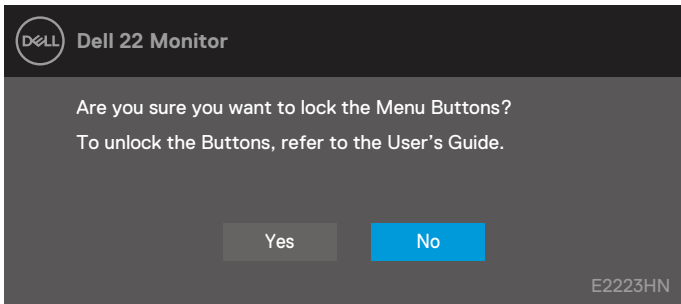 DELL Dell 22 Monitor
Are you sure you want to lock the Menu Buttons?
To unlock the Buttons, refer to the User's Guide.
Yes No
E2223HN